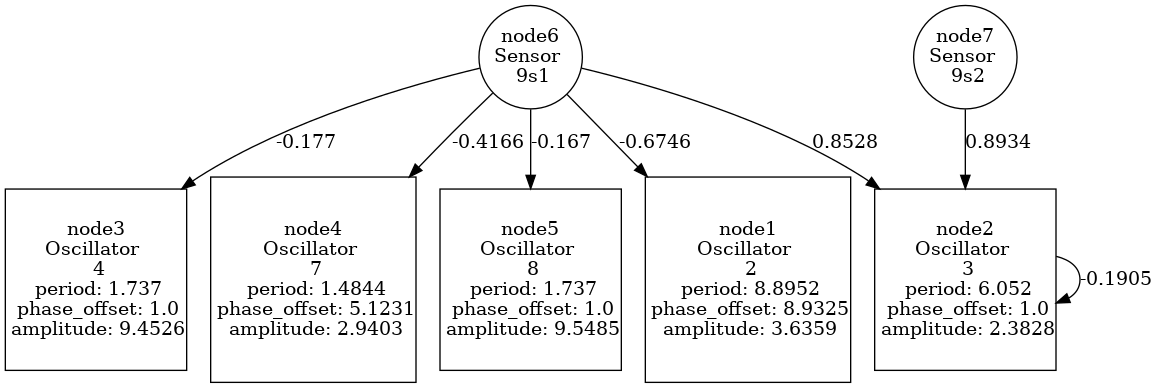 node6
Sensor
9s1
node7
Sensor
9s2
-0.177
-0.4166
-0.167
-0.6746
0.8528
0.8934
node3
Oscillator
4
period: 1.737
phase_offset: 1.0
amplitude: 9.4526
node4
Oscillator
7
period: 1.4844
phase_offset: 5.1231
amplitude: 2.9403
node5
Oscillator
8
period: 1.737
phase_offset: 1.0
amplitude: 9.5485
node1
Oscillator
2
period: 8.8952
phase_offset: 8.9325
amplitude: 3.6359
node2
Oscillator
3
period: 6.052
phase_offset: 1.0
amplitude: 2.3828
-0.1905